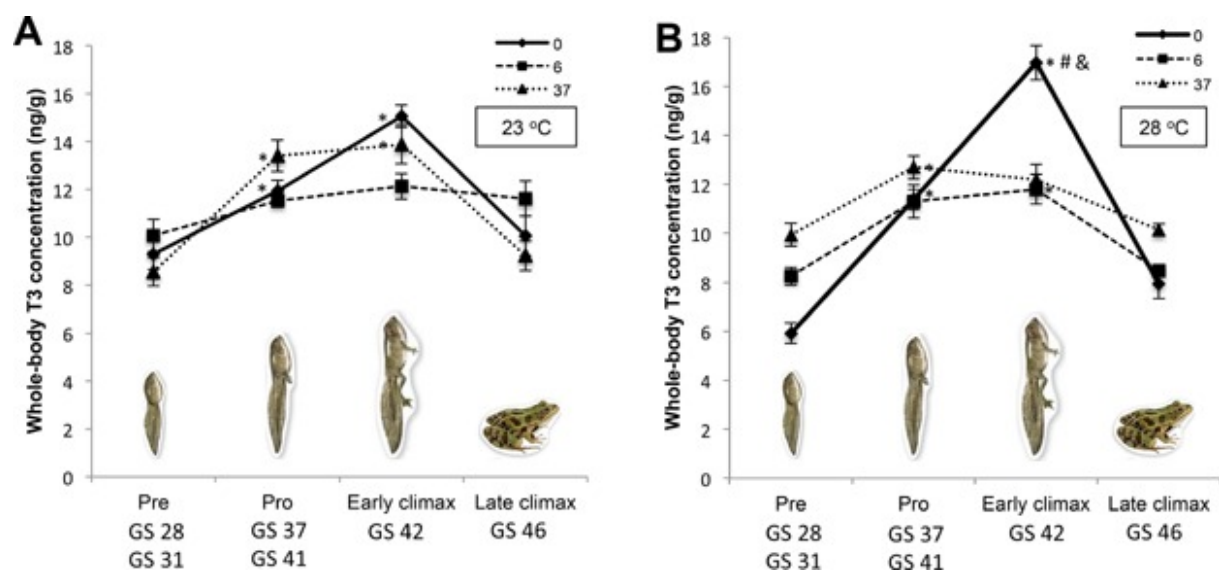 A
Whole-body T3 concentration (ng/g)
18
16
14
12
10
8
6
4
2
0
0
6
37
23 °C
*
*
*
*
Pre
GS 28
GS 31
Pro
GS 37
GS 41
Early climax
GS 42
Late climax
GS 46
B
Whole-body T3 concentration (ng/g)
18
16
14
12
10
8
6
4
2
0
0
6
37
28 °C
* # &
*
*
*
Pre
GS 28
GS 31
Pro
GS 37
GS 41
Early climax
GS 42
Late climax
GS 46